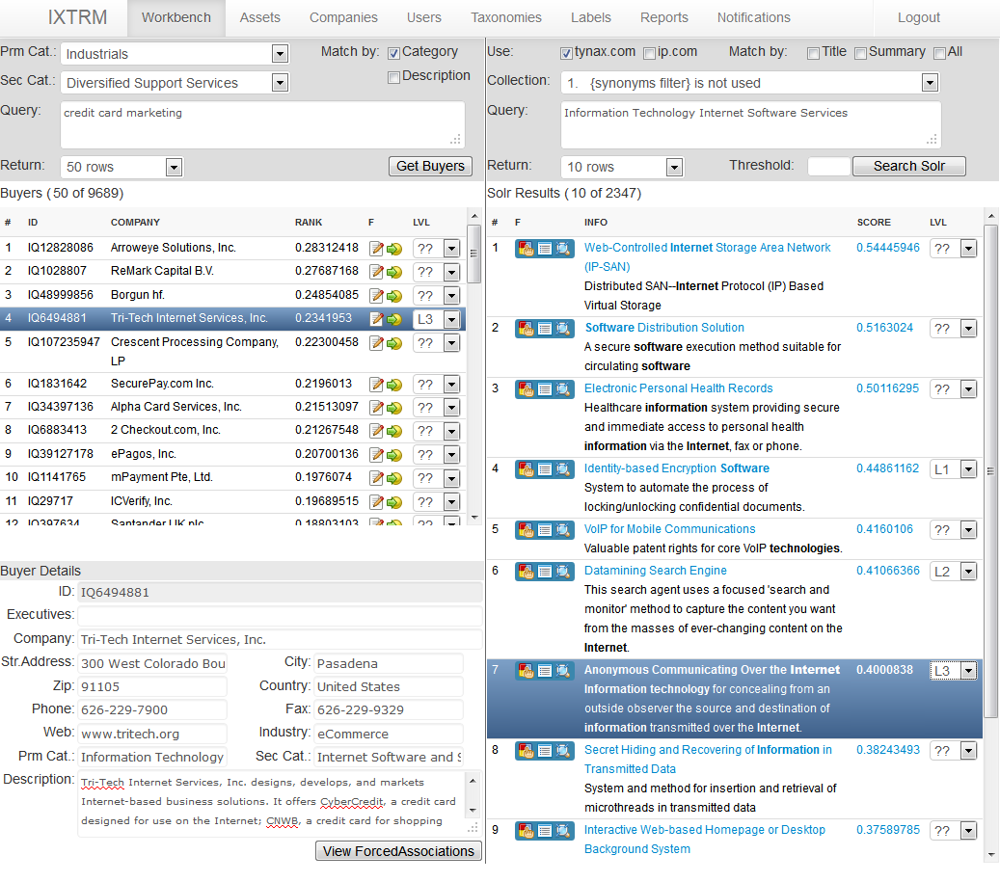 IXTRM Workbench Assets Companies Users Taxonomies Labels Reports Notifications Logout
Prm Cat.: Industrials Match by: Category
Description
Sec Cat.: Diversified Support Services
Query: credit card marketing
Return: 50 rows Get Buyers
Buyers ( 50 of 9689)
# ID COMPANY RANK F LVL
1 IQ12828086 Arroweye Solutions, Inc. 0.28312418 ??
2 IQ1028807 ReMark Capital B.V. 0.27687168 ??
3 IQ48999856 Borgun hf. 0.24854085 ??
4 IQ6494881 Tri-Tech Internet Services, Inc. 0.2341953 L3
5 IQ107235947 Crescent Processing Company, 0.22300458 ??
LP
6 IQ1831642 SecurePay.com Inc. 0.2196013 ??
7 IQ34397136 Alpha Card Services, Inc. 0.21513097 ??
8 IQ6883413 2 Checkout.com, Inc. 0.21267548 ??
9 IQ39127178 ePagos, Inc. 0.20700136 ??
10 IQ1141765 mPayment Pte, Ltd. 0.1976074 ??
11 IQ29717 ICVerify, Inc. 0.19689515 ??
12 IQ397634 Santander UK plc 0.18803103 ??
Buyer Details
ID: IQ6494881
Executives:
Company: Tri-Tech Internet Services, Inc.
Str.Address: 300 West Colorado Bou City: Pasadena
Zip: 91105 Country: United States
Phone: 626-229-7900 Fax: 626-229-9329
Web: www.tritech.org Industry: eCommerce
Prm Cat.: Information Technology Sec Cat.: Internet Software and S
Description: Tri-Tech Internet Services, Inc. designs, develops, and markets
Internet-based business solutions. It offers CyberCredit, a credit card
designed for use on the Internet; CNWB, a credit card for shopping
View ForcedAssociations
Use: tynax.com ip.com Match by: Title Summary All
Collection: 1. {synonyms filter} is not used
Query: Information Technology Internet Software Services
Return: 10 rows Threshold: Search Solr
Solr Results ( 10 of 2347)
# F INFO SCORE LVL
1 Web-Controlled Internet Storage Area Network 0.54445946 ??
(IP-SAN)
Distributed SAN--Internet Protocol (IP) Based
Virtual Storage
2 Software Distribution Solution 0.5163024 ??
A secure software execution method suitable for
circulating software
3 Electronic Personal Health Records 0.50116295 ??
Healthcare information system providing secure
and immediate access to personal health
information via the Internet, fax or phone.
4 Identity-based Encryption Software 0.44861162 L1
System to automate the process of
locking/unlocking confidential documents.
5 VoIP for Mobile Communications 0.4160106 ??
Valuable patent rights for core VoIP technologies.
6 Datamining Search Engine 0.41066366 L2
This search agent uses a focused 'search and
monitor' method to capture the content you want
from the masses of ever-changing content on the
Internet.
7 Anonymous Communicating Over the Internet 0.4000838 L3
Information technology for concealing from an
outside observer the source and destination of
information transmitted over the Internet.
8 Secret Hiding and Recovering of Information in 0.38243493 ??
Transmitted Data
System and method for insertion and retrieval of
microthreads in transmitted data
9 Interactive Web-based Homepage or Desktop 0.37589785 ??
Background System